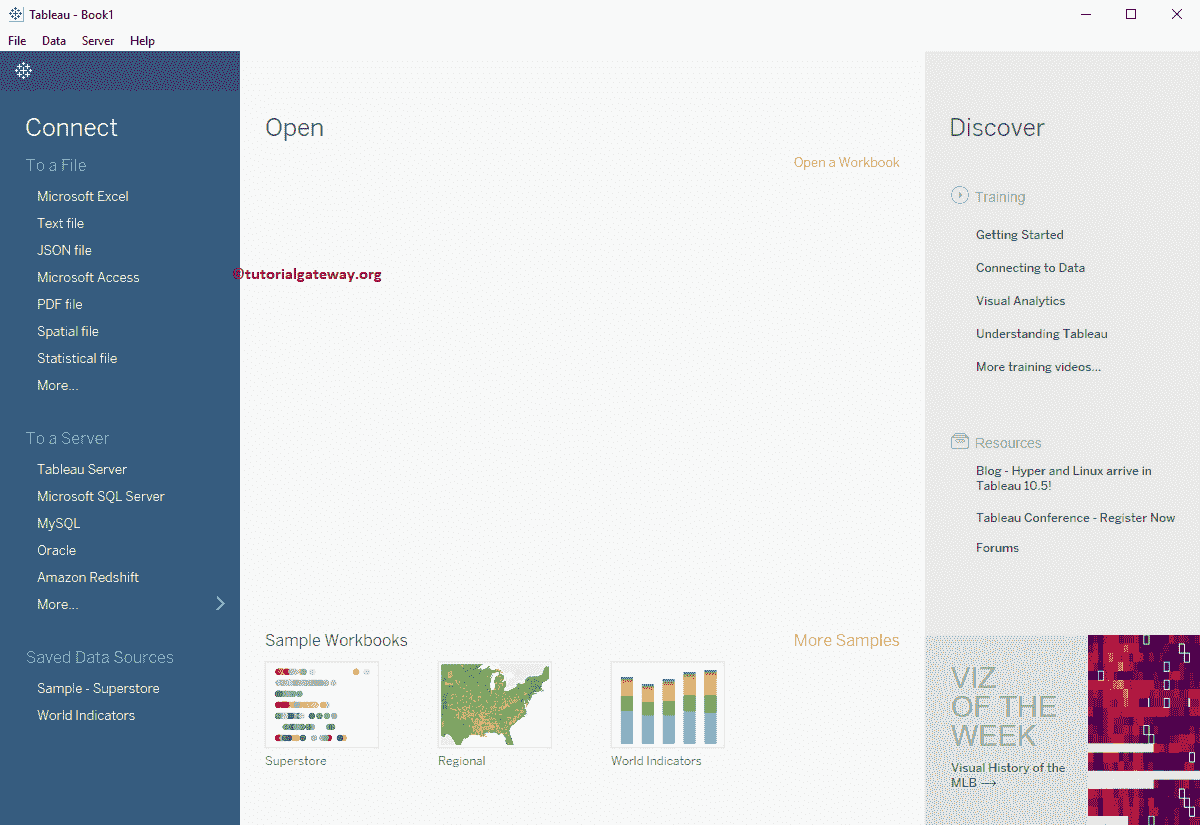 Tableau - Book1
File Data Server Help
Connect
To a File
Microsoft Excel
Text file
JSON file
Microsoft Access
PDF file
Spatial file
Statistical file
More...
To a Server
Tableau Server
Microsoft SQL Server
MySQL
Oracle
Amazon Redshift
More...
Saved Data Sources
Sample - Superstore
World Indicators
Open
Open a Workbook
©tutorialgateway.org
Sample Workbooks
More Samples
Superstore
Regional
World Indicators
Discover
Training
Getting Started
Connecting to Data
Visual Analytics
Understanding Tableau
More training videos...
Resources
Blog - Hyper and Linux arrive in
Tableau 10.5!
Tableau Conference - Register Now
Forums
VIZ
OF THE
WEEK
Visual History of the
MLB →